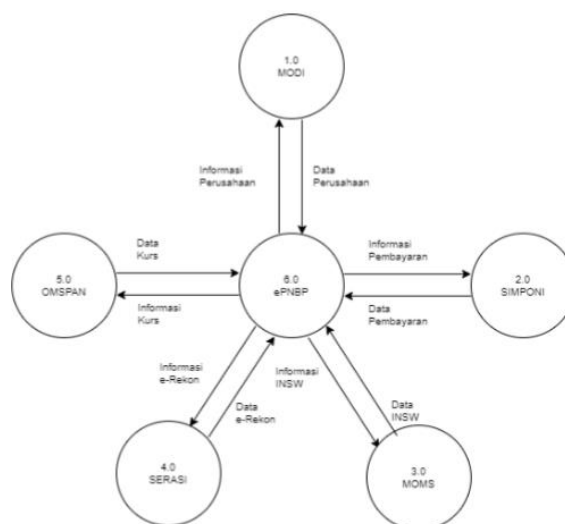 1.0
MODI
Informasi
Perusahaan
Data
Perusahaan
Data
Kurs
Informasi
Pembayaran
5.0
OMSPAN
6.0
ePNBP
2.0
SIMPONI
Informasi
Kurs
Data
Pembayaran
Informasi
e-Rekon
Informasi
INSW
Data
e-Rekon
Data
INSW
4.0
SERASI
3.0
MOMS